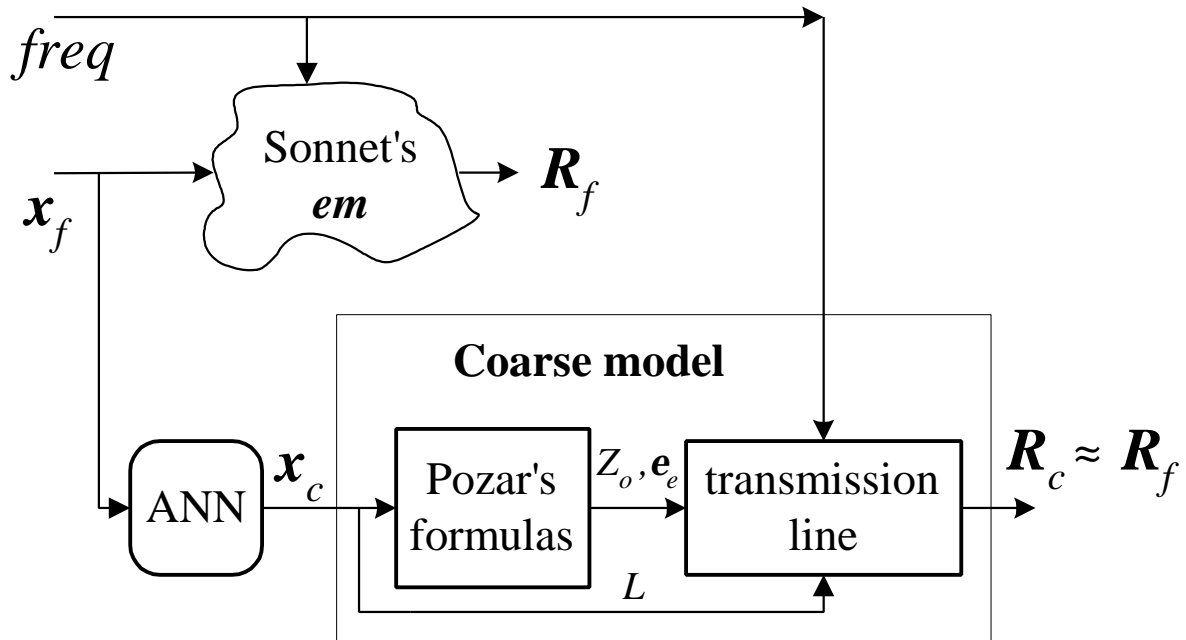 freq
Sonnet's
em
R_f
x_f
Coarse model
ANN
x_c
Pozar's
formulas
Z_o, e_e
transmission
line
R_c ≈ R_f
L